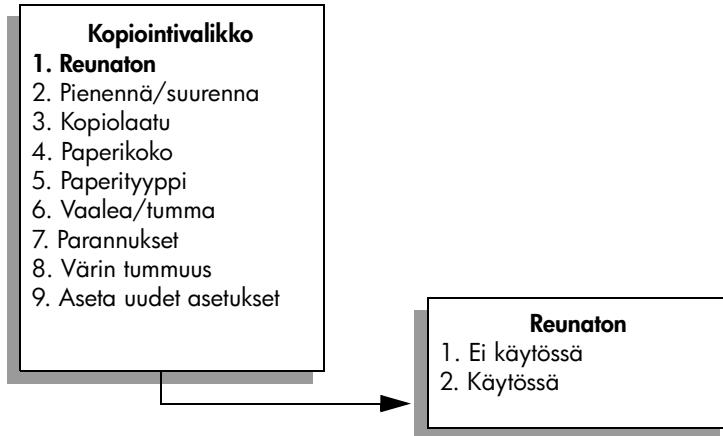 Kopiointivalikko
1. Reunaton
2. Pienennä/suurenna
3. Kopiolaatu
4. Paperikoko
5. Paperityyppi
6. Vaalea/tumma
7. Parannukset
8. Värin tummuus
9. Aseta uudet asetukset
Reunaton
1. Ei käytössä
2. Käytössä